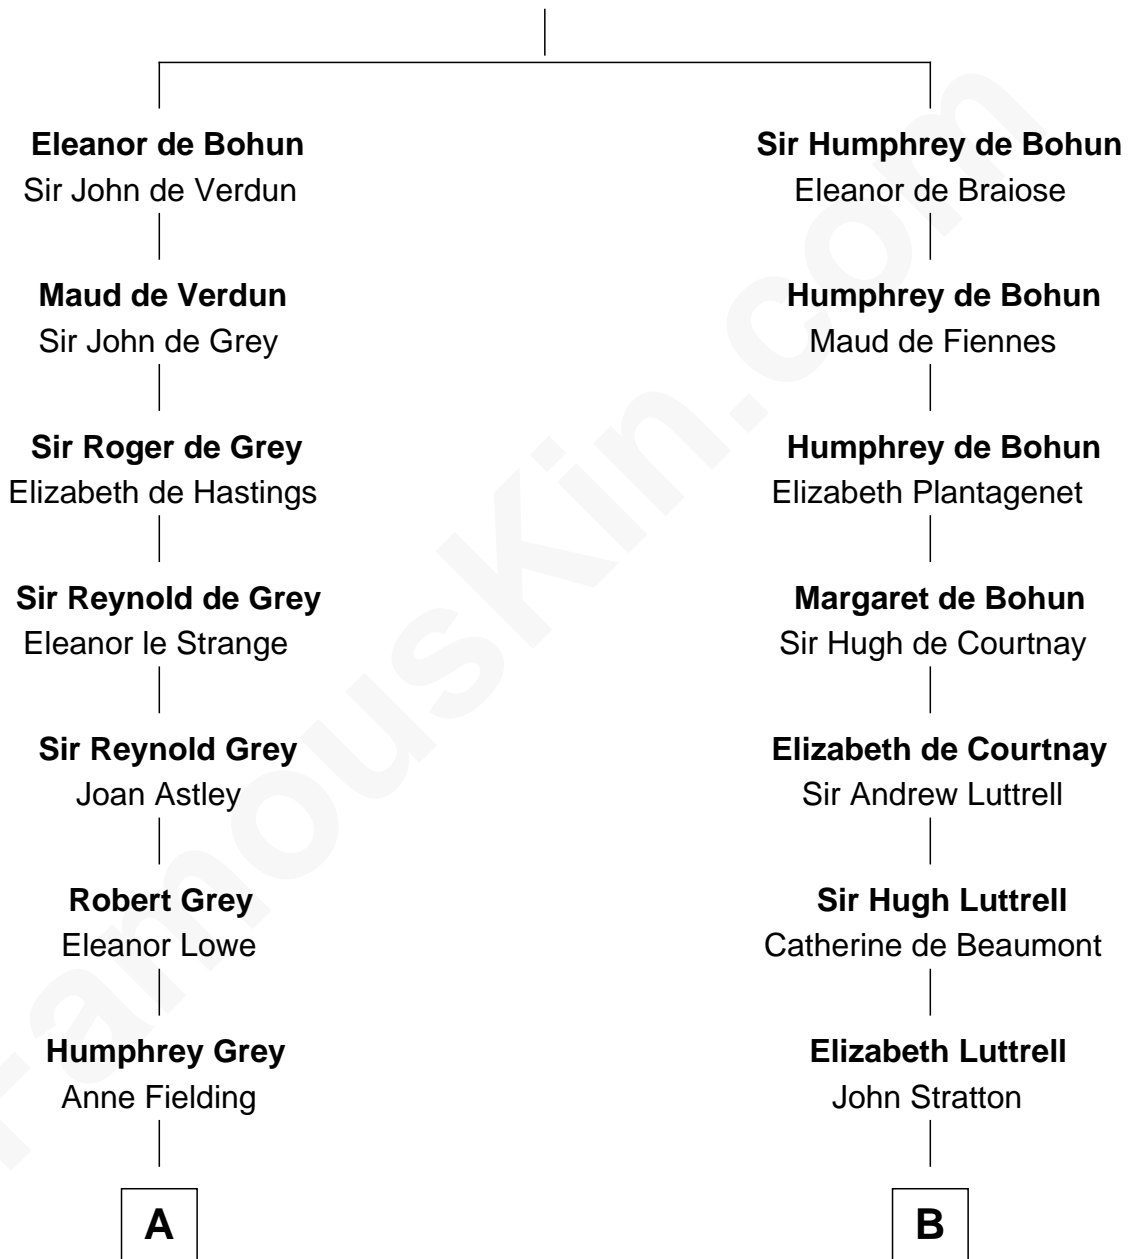 Eleanor de Bohun
Sir John de Verdun
Maud de Verdun
Sir John de Grey
Sir Roger de Grey
Elizabeth de Hastings
Sir Reynold de Grey
Eleanor le Strange
Sir Reynold Grey
Joan Astley
Robert Grey
Eleanor Lowe
Humphrey Grey
Anne Fielding
A
Sir Humphrey de Bohun
Eleanor de Braiose
Humphrey de Bohun
Maud de Fiennes
Humphrey de Bohun
Elizabeth Plantagenet
Margaret de Bohun
Sir Hugh de Courtnay
Elizabeth de Courtnay
Sir Andrew Luttrell
Sir Hugh Luttrell
Catherine de Beaumont
Elizabeth Luttrell
John Stratton
B
FamousKin.com